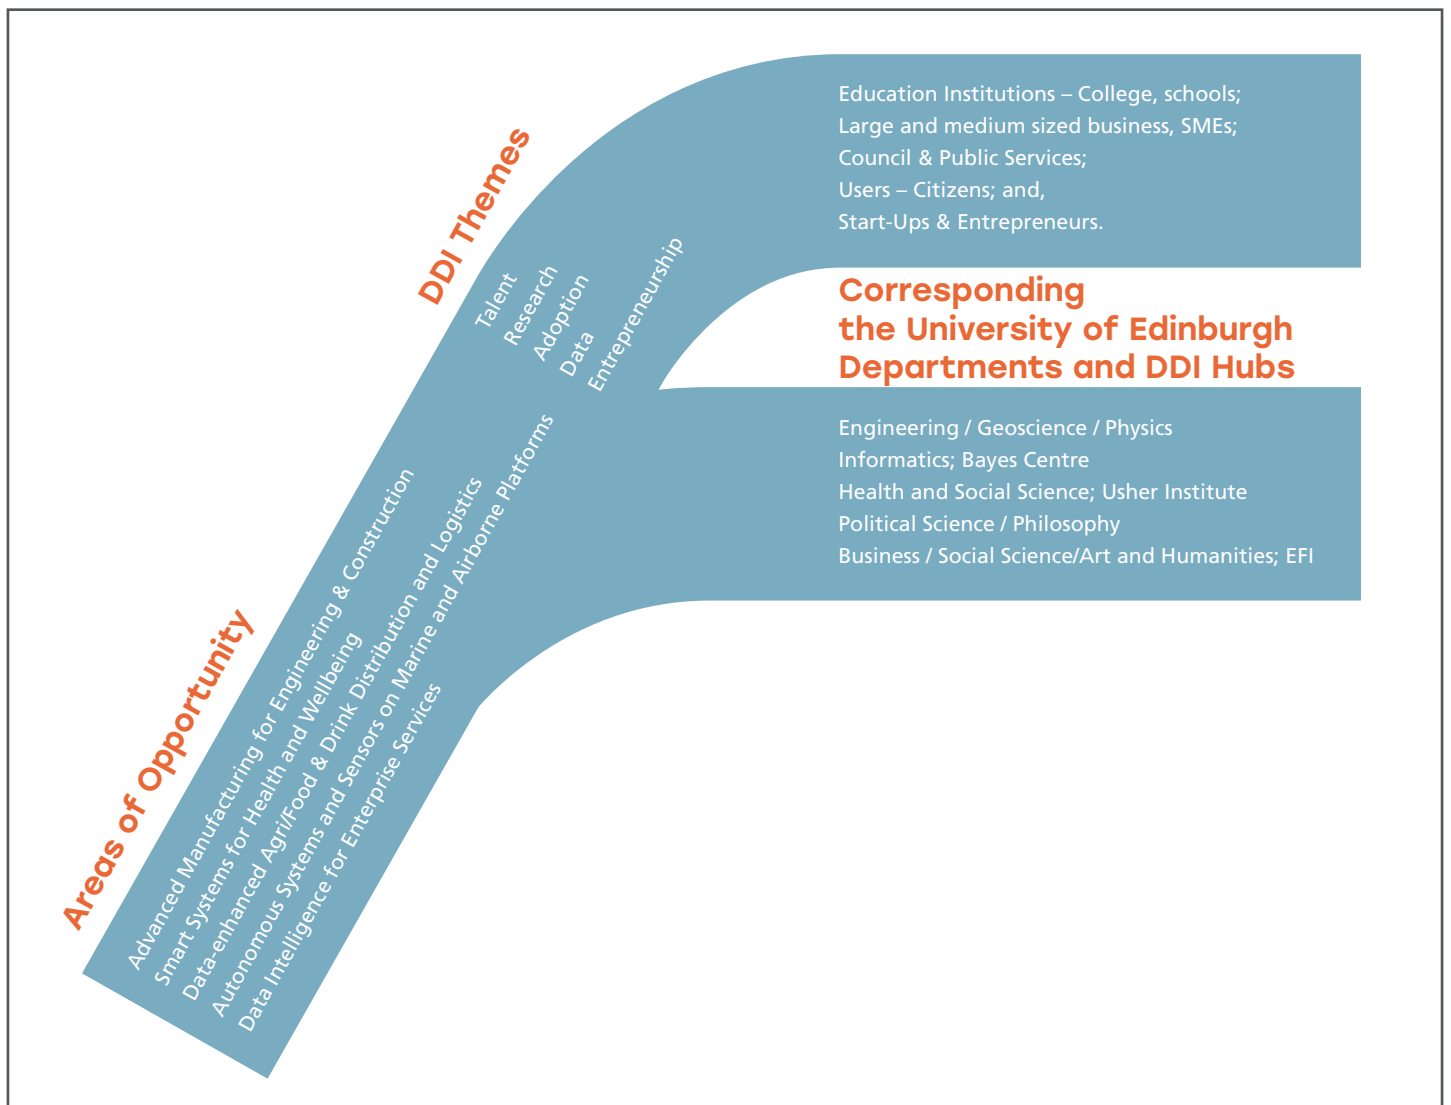 Areas of Opportunity
Advanced Manufacturing for Engineering & Construction
Smart Systems for Health and Wellbeing
Data-enhanced Agri/Food & Drink Distribution and Logistics
Autonomous Systems and Sensors on Marine and Airborne Platforms
Data Intelligence for Enterprise Services
DDI Themes
Talent
Research
Adoption
Data
Entrepreneurship
Education Institutions – College, schools;
Large and medium sized business, SMEs;
Council & Public Services;
Users – Citizens; and,
Start-Ups & Entrepreneurs.
Corresponding
the University of Edinburgh
Departments and DDI Hubs
Engineering / Geoscience / Physics
Informatics; Bayes Centre
Health and Social Science; Usher Institute
Political Science / Philosophy
Business / Social Science/Art and Humanities; EFI